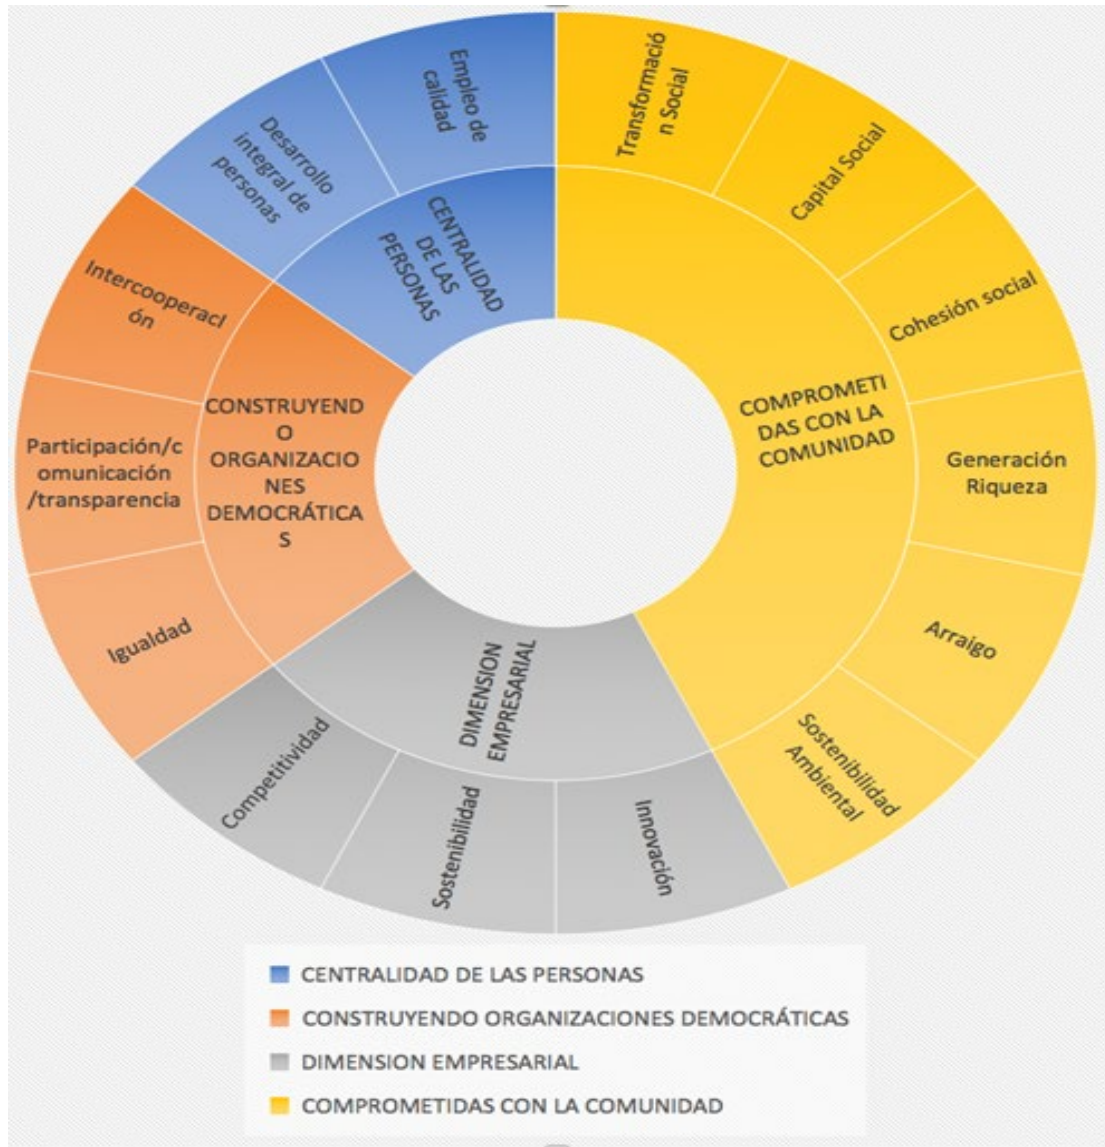 Empleo de
calidad
Desarrollo
integral de
personas
CENTRALIDAD
DE LAS
PERSONAS
Transformació
n Social
Capital Social
Cohesión social
Generación
Riqueza
Arraigo
Sostenibilidad
Ambiental
COMPROMETI
DAS CON LA
COMUNIDAD
Intercooperaci
ón
Participación/c
omunicación
/transparencia
Igualdad
CONSTRUYEND
O
ORGANIZACIO
NES
DEMOCRÁTICA
S
DIMENSION
EMPRESARIAL
Competitividad
Sostenibilidad
Innovación
CENTRALIDAD DE LAS PERSONAS
CONSTRUYENDO ORGANIZACIONES DEMOCRÁTICAS
DIMENSION EMPRESARIAL
COMPROMETIDAS CON LA COMUNIDAD